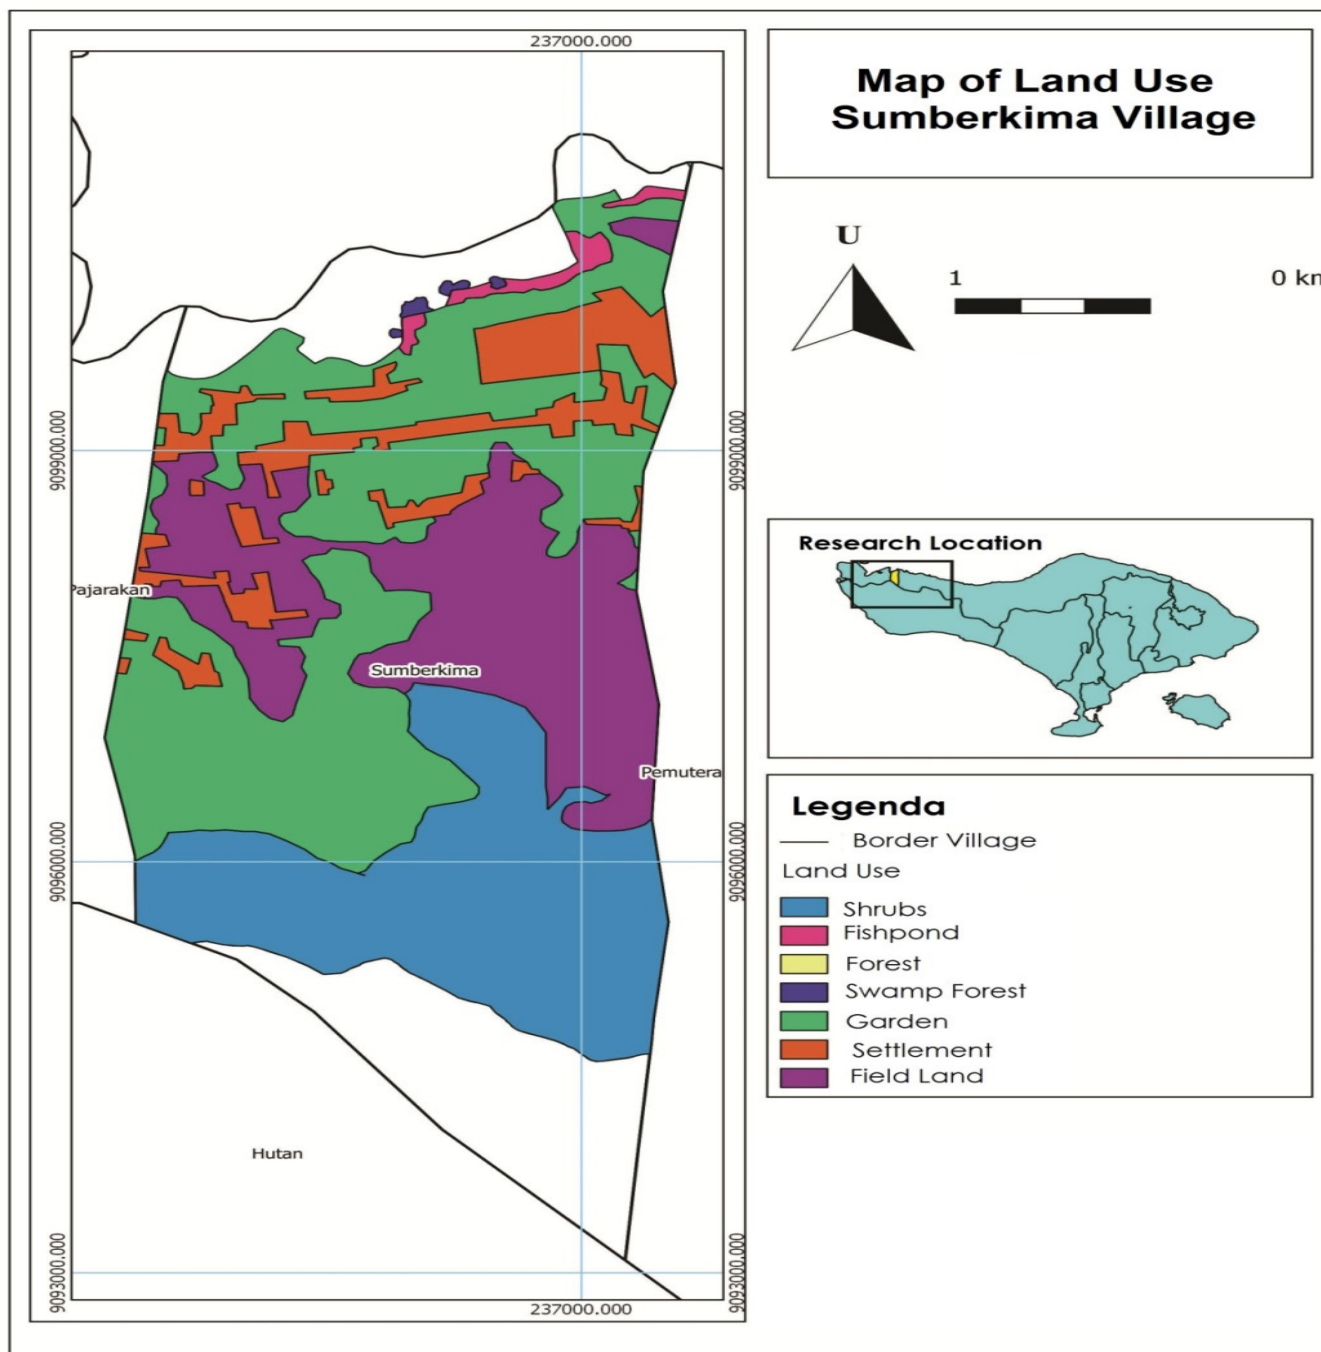 237000.000
Map of Land Use
Sumberkima Village
U
1
0 km
9099000.000
9099000.000
Pajarakan
Sumberkima
Pemutera
Research Location
Legenda
Border Village
Land Use
Shrubs
Fishpond
Forest
Swamp Forest
Garden
Settlement
Field Land
9096000.000
9096000.000
Hutan
9093000.000
9093000.000
237000.000